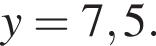 y = 7, 5.